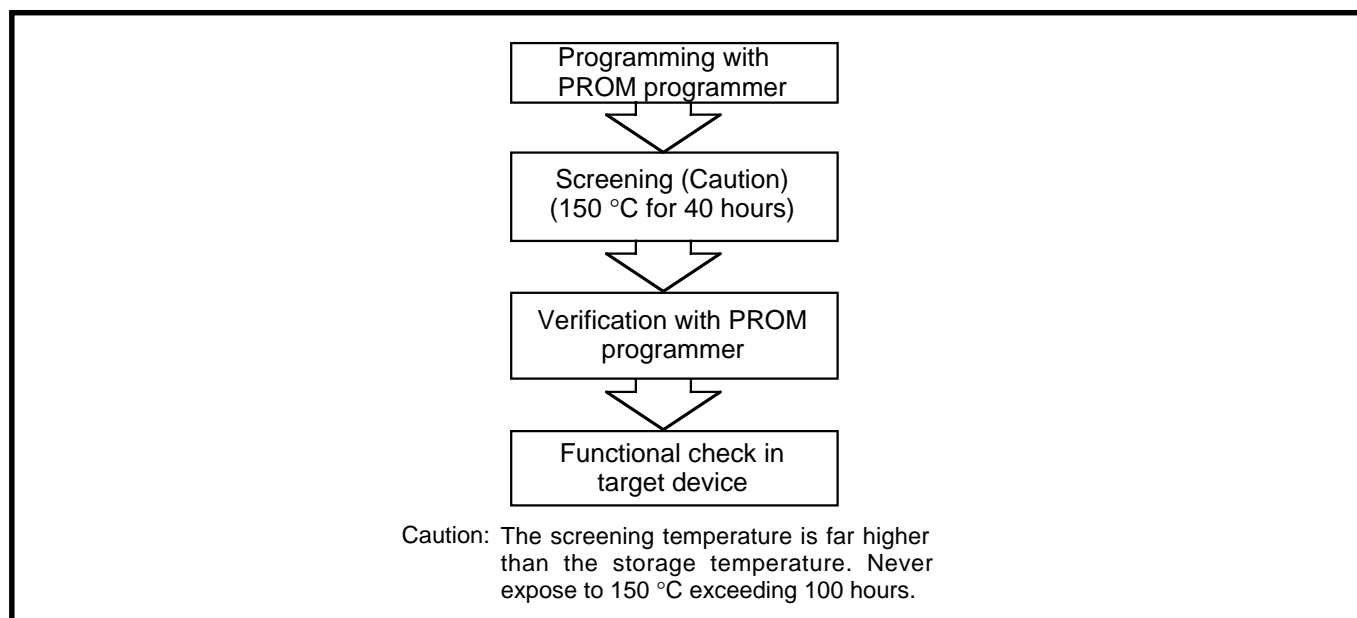 Programming with
PROM programmer
Screening (Caution)
(150 °C for 40 hours)
Verification with PROM
programmer
Functional check in
target device
Caution: The screening temperature is far higher
than the storage temperature. Never
expose to 150 °C exceeding 100 hours.